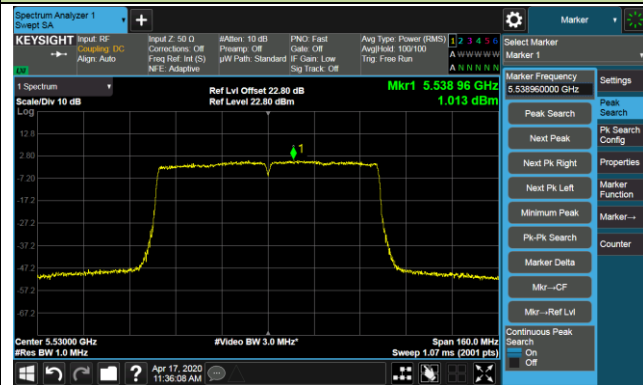 Spectrum Analyzer 1
Swept SA
Marker
KEYSIGHT
Input: RF
Coupling: DC
Align: Auto
Input Z: 50 Ω
Corrections: Off
Freq Ref: Int (S)
NFE: Adaptive
#Atten: 10 dB
Preamp: Off
µW Path: Standard
PNO: Fast
Gate: Off
IF Gain: Low
Sig Track: Off
Avg Type: Power (RMS)
Avg|Hold: 100/100
Trig: Free Run
1 2 3 4 5 6
A W W W W W
A N N N N N
Select Marker
Marker 1
1 Spectrum
Scale/Div 10 dB
Log
Ref Lvl Offset 22.80 dB
Ref Level 22.80 dBm
Mkr1 5.538 96 GHz
1.013 dBm
1
12.8
2.80
-7.20
-17.2
-27.2
-37.2
-47.2
-57.2
-67.2
Center 5.53000 GHz
#Res BW 1.0 MHz
#Video BW 3.0 MHz*
Span 160.0 MHz
Sweep 1.07 ms (2001 pts)
Marker Frequency
5.538960000 GHz
Peak Search
Next Peak
Next Pk Right
Next Pk Left
Minimum Peak
Pk-Pk Search
Marker Delta
Mkr→CF
Mkr→Ref Lvl
Continuous Peak
Search
On
Off
Settings
Peak
Search
Pk Search
Config
Properties
Marker
Function
Marker→
Counter
?
Apr 17, 2020
11:36:08 AM